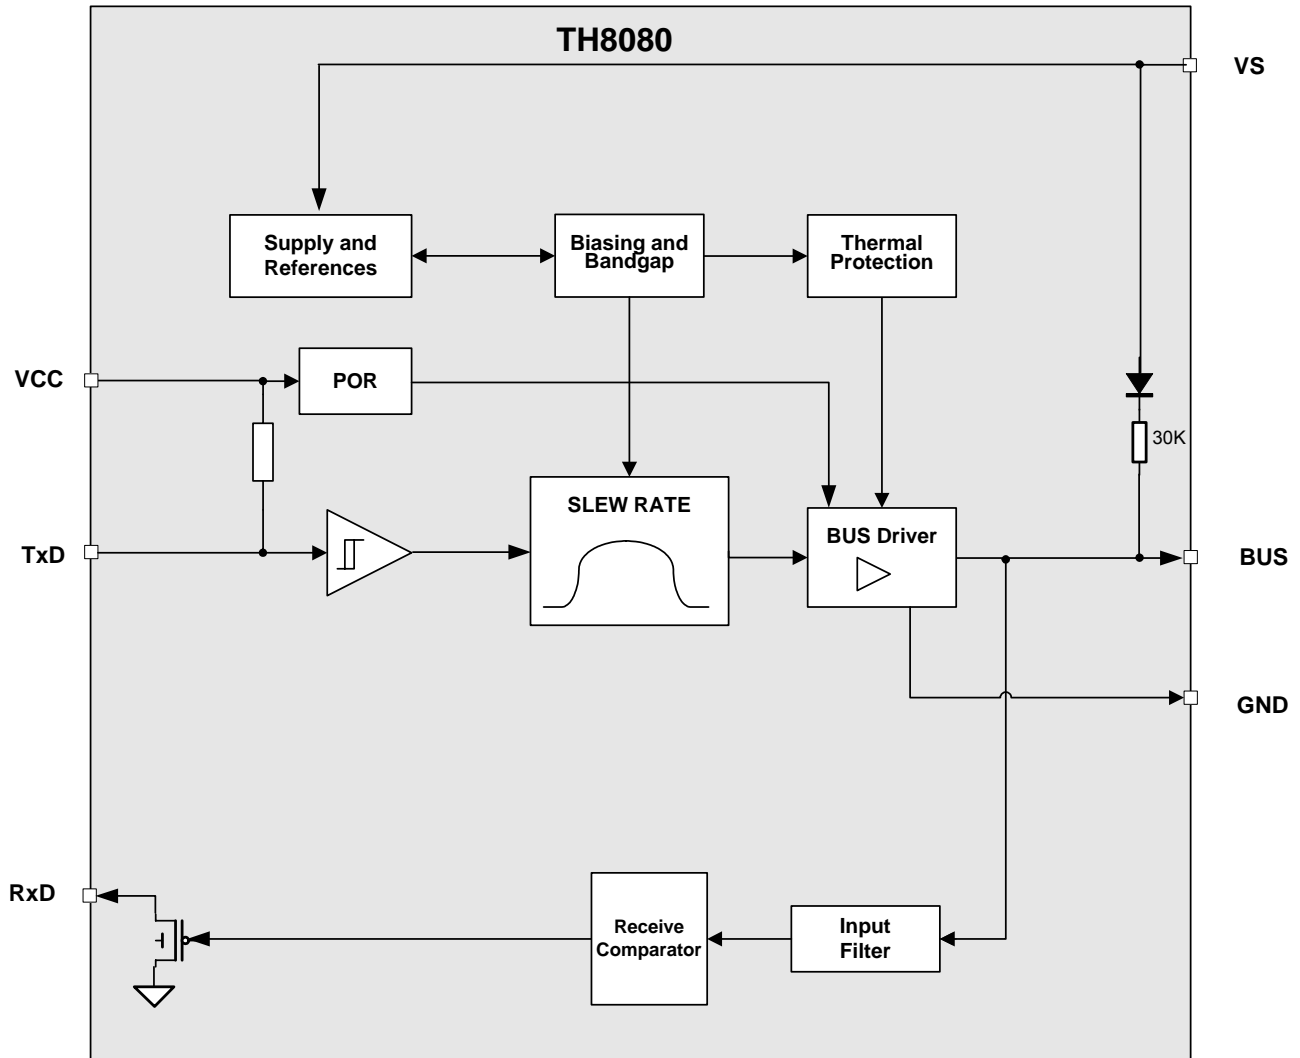 TH8080
VS
Supply and
References
Biasing and
Bandgap
Thermal
Protection
VCC
POR
30K
SLEW RATE
BUS Driver
TxD
BUS
GND
RxD
Receive
Comparator
Input
Filter